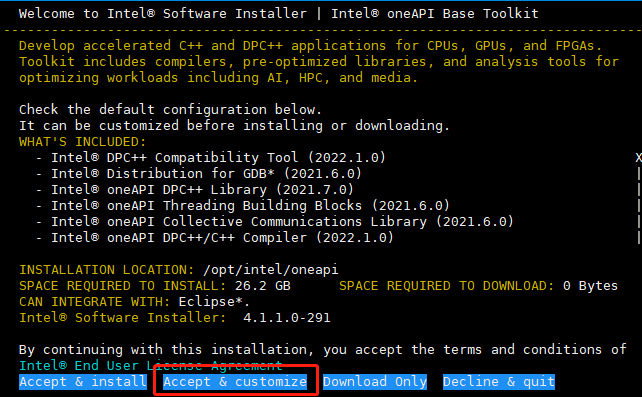 Welcome to Intel® Software Installer | Intel® oneAPI Base Toolkit
Develop accelerated C++ and DPC++ applications for CPUs, GPUs, and FPGAs.
Toolkit includes compilers, pre-optimized libraries, and analysis tools for
optimizing workloads including AI, HPC, and media.
Check the default configuration below.
It can be customized before installing or downloading.
WHAT'S INCLUDED:
- Intel® DPC++ Compatibility Tool (2022.1.0) X
- Intel® Distribution for GDB* (2021.6.0) |
- Intel® oneAPI DPC++ Library (2021.7.0) |
- Intel® oneAPI Threading Building Blocks (2021.6.0) |
- Intel® oneAPI Collective Communications Library (2021.6.0) |
- Intel® oneAPI DPC++/C++ Compiler (2022.1.0) |
INSTALLATION LOCATION: /opt/intel/oneapi
SPACE REQUIRED TO INSTALL: 26.2 GB SPACE REQUIRED TO DOWNLOAD: 0 Bytes
CAN INTEGRATE WITH: Eclipse*.
Intel® Software Installer: 4.1.1.0-291
By continuing with this installation, you accept the terms and conditions of
Intel® End User License Agreement
Accept & install Accept & customize Download Only Decline & quit